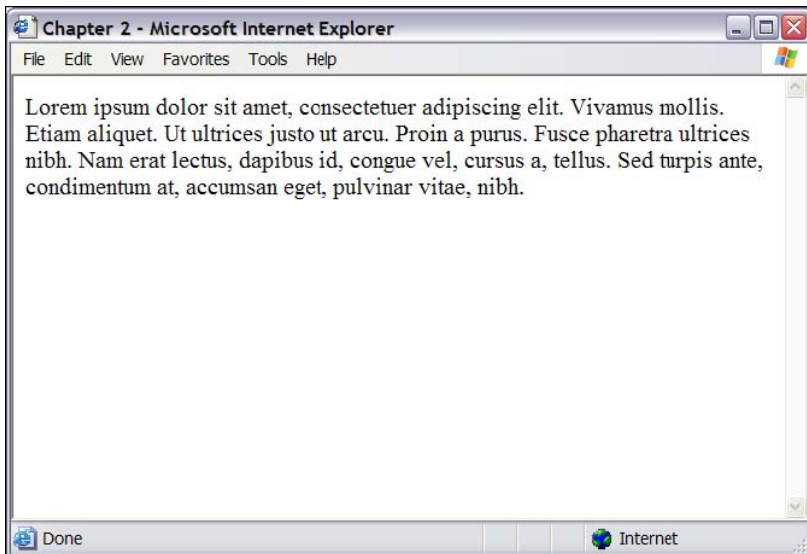 Chapter 2 - Microsoft Internet Explorer
File Edit View Favorites Tools Help
Lorem ipsum dolor sit amet, consectetuer adipiscing elit. Vivamus mollis.
Etiam aliquet. Ut ultrices justo ut arcu. Proin a purus. Fusce pharetra ultrices
nibh. Nam erat lectus, dapibus id, congue vel, cursus a, tellus. Sed turpis ante,
condimentum at, accumsan eget, pulvinar vitae, nibh.
Done Internet